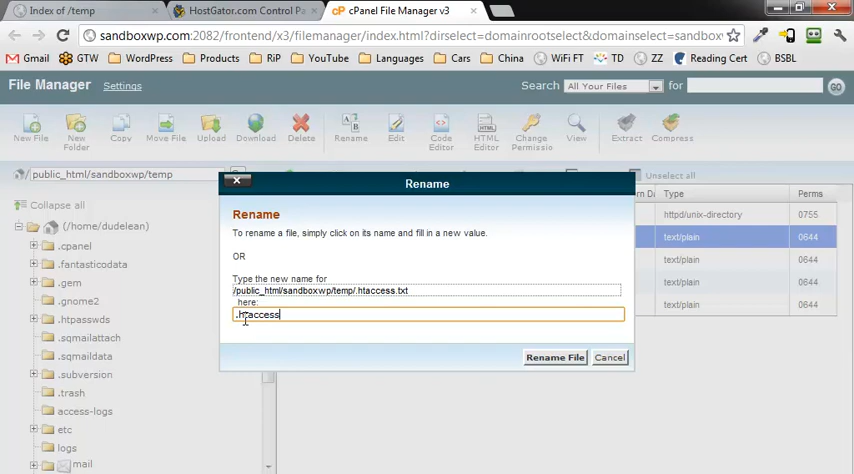 Index of /temp
HostGator.com Control Pa
cPanel File Manager v3
sandboxwp.com:2082/frontend/x3/filemanager/index.html?dirselect=domainrootselect&domainselect=sandbox
Gmail GTW WordPress Products RiP YouTube Languages Cars China WiFi FT TD ZZ Reading Cert BSBL
File Manager Settings Search All Your Files for GO
New File New Folder Copy Move File Upload Download Delete Rename Edit Code Editor HTML Editor Change Permissio View Extract Compress
public_html/sandboxwp/temp
Unselect all
Collapse all
Type Perms
(/home/dudelean)
httpd/unix-directory 0755
.cpanel
text/plain 0644
.fantasticodata
text/plain 0644
.gem
text/plain 0644
.gnome2
text/plain 0644
.htpasswds
.sqmailattach
.sqmaildata
.subversion
.trash
access-logs
etc
logs
mail
Rename
Rename
To rename a file, simply click on its name and fill in a new value.
OR
Type the new name for
/public_html/sandboxwp/temp/.htaccess.txt
here:
.htaccess
Rename File Cancel